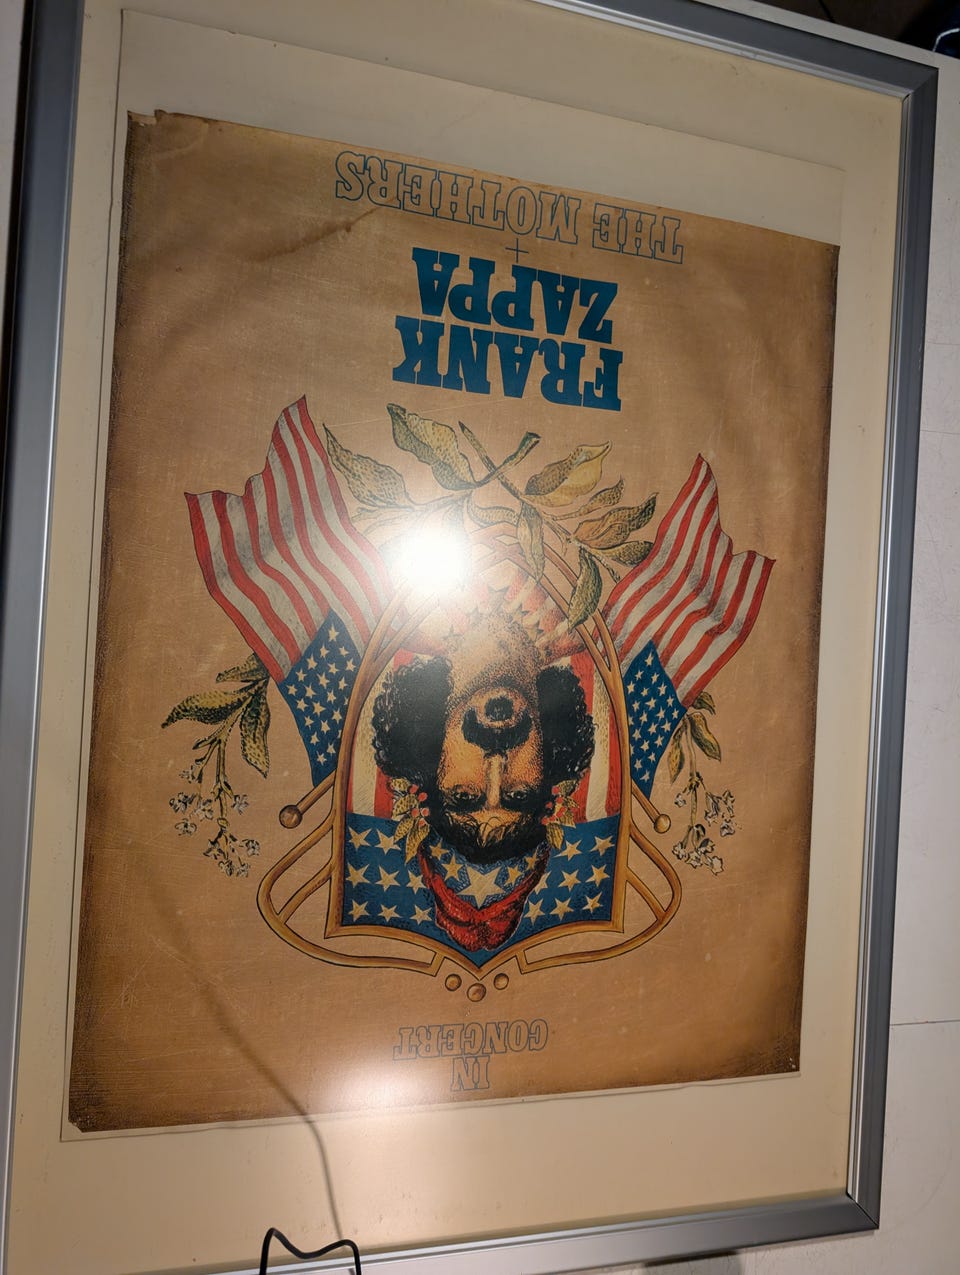 IN
CONCERT
FRANK
ZAPPA
+
THE MOTHERS